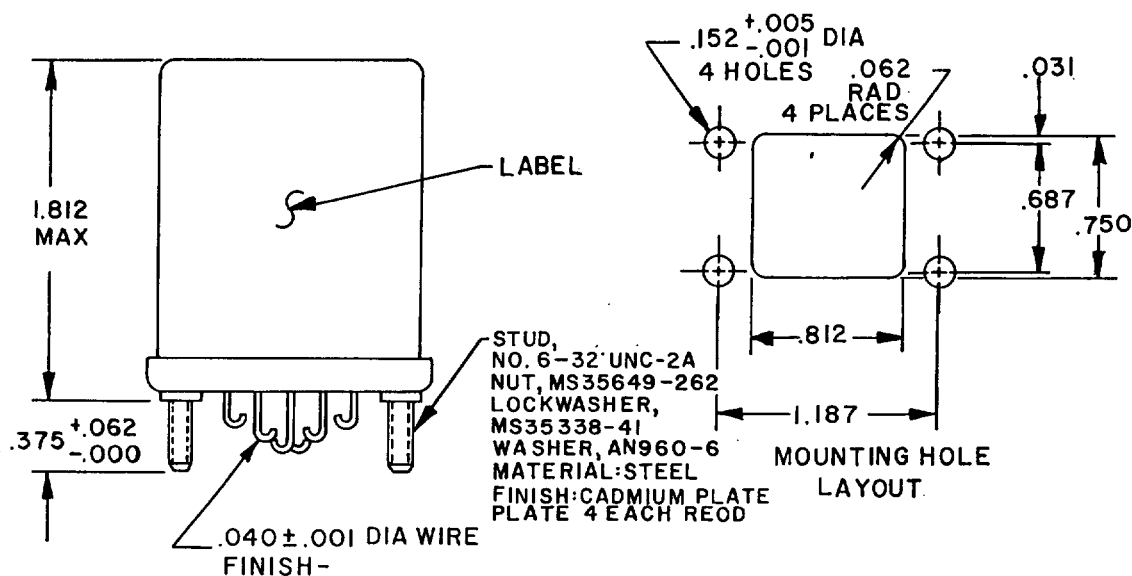 1.812
MAX
.375 +.062
-.000
LABEL
STUD,
NO. 6-32 UNC-2A
NUT, MS35649-262
LOCKWASHER,
MS35338-41
WASHER, AN960-6
MATERIAL:STEEL
FINISH:CADMIUM PLATE
PLATE 4 EACH REOD
.040±.001 DIA WIRE
FINISH-
.152 +.005
-.001 DIA
4 HOLES
.062
RAD
4 PLACES
.031
.687
.750
.812
1.187
MOUNTING HOLE
LAYOUT